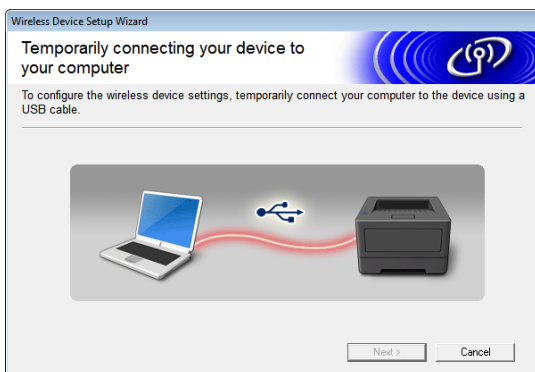 Wireless Device Setup Wizard
Temporarily connecting your device to
your computer
To configure the wireless device settings, temporarily connect your computer to the device using a
USB cable.
Next >
Cancel